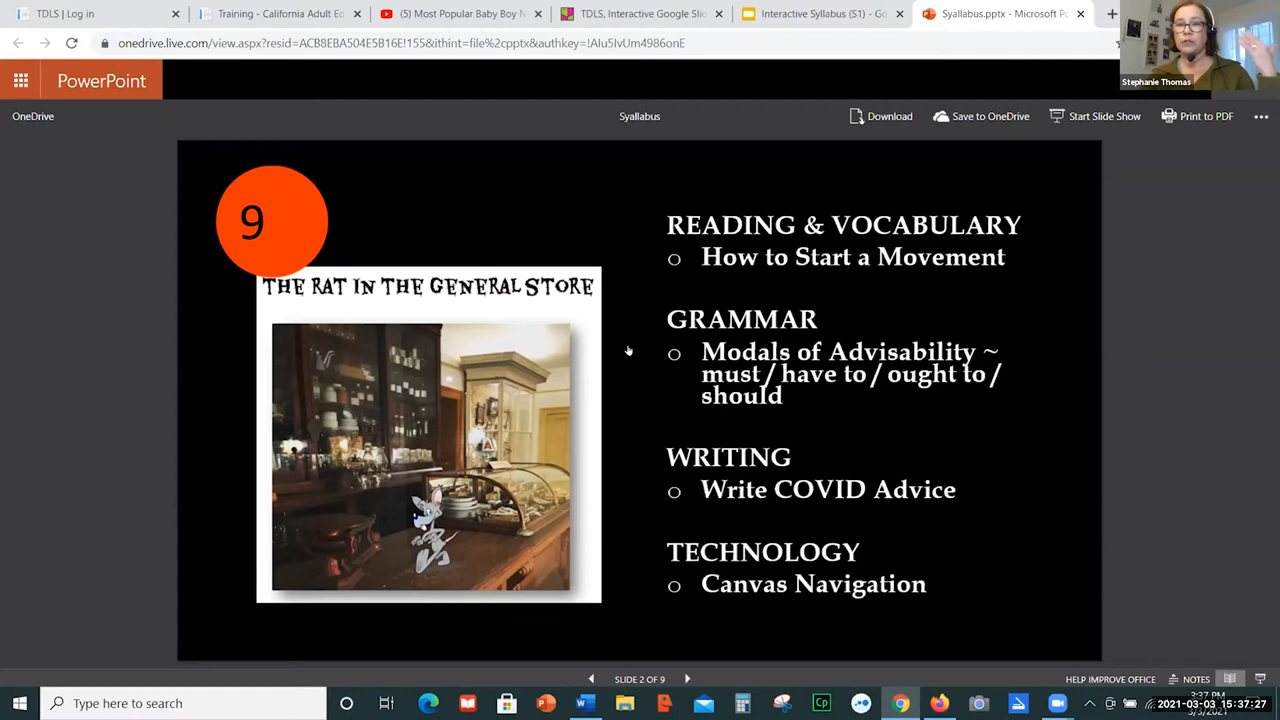 TDLS | Log in
Training - California Adult Ed
(5) Most Popular Baby Boy N
TDLS, Interactive Google Slid
Interactive Syllabus (S1) - Go
Syallabus.pptx - Microsoft Po
onedrive.live.com/view.aspx?resid=ACB8EBA504E5B16E!155&ithint=file%2cpptx&authkey=!Alu5lvUm4986onE
Stephanie Thomas
PowerPoint
OneDrive
Syallabus
Download
Save to OneDrive
Start Slide Show
Print to PDF
9
THE RAT IN THE GENERAL STORE
READING & VOCABULARY
o How to Start a Movement
GRAMMAR
o Modals of Advisability ~
must / have to / ought to /
should
WRITING
o Write COVID Advice
TECHNOLOGY
o Canvas Navigation
SLIDE 2 OF 9
HELP IMPROVE OFFICE
NOTES
Type here to search
3:37 PM
2021-03-03 15:37:27